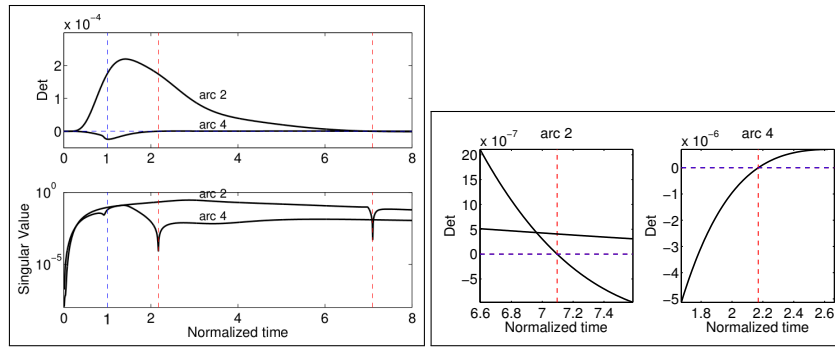 x 10⁻⁴
2
1
0
Det
arc 2
arc 4
0 1 2 4 6 8
10⁰
10⁻⁵
Singular Value
arc 2
arc 4
0 1 2 4 6 8
Normalized time
x 10⁻⁷
arc 2
20
15
10
5
0
−5
Det
6.6 6.8 7 7.2 7.4
Normalized time
x 10⁻⁶
arc 4
0
−1
−2
−3
−4
−5
Det
1.8 2 2.2 2.4 2.6
Normalized time